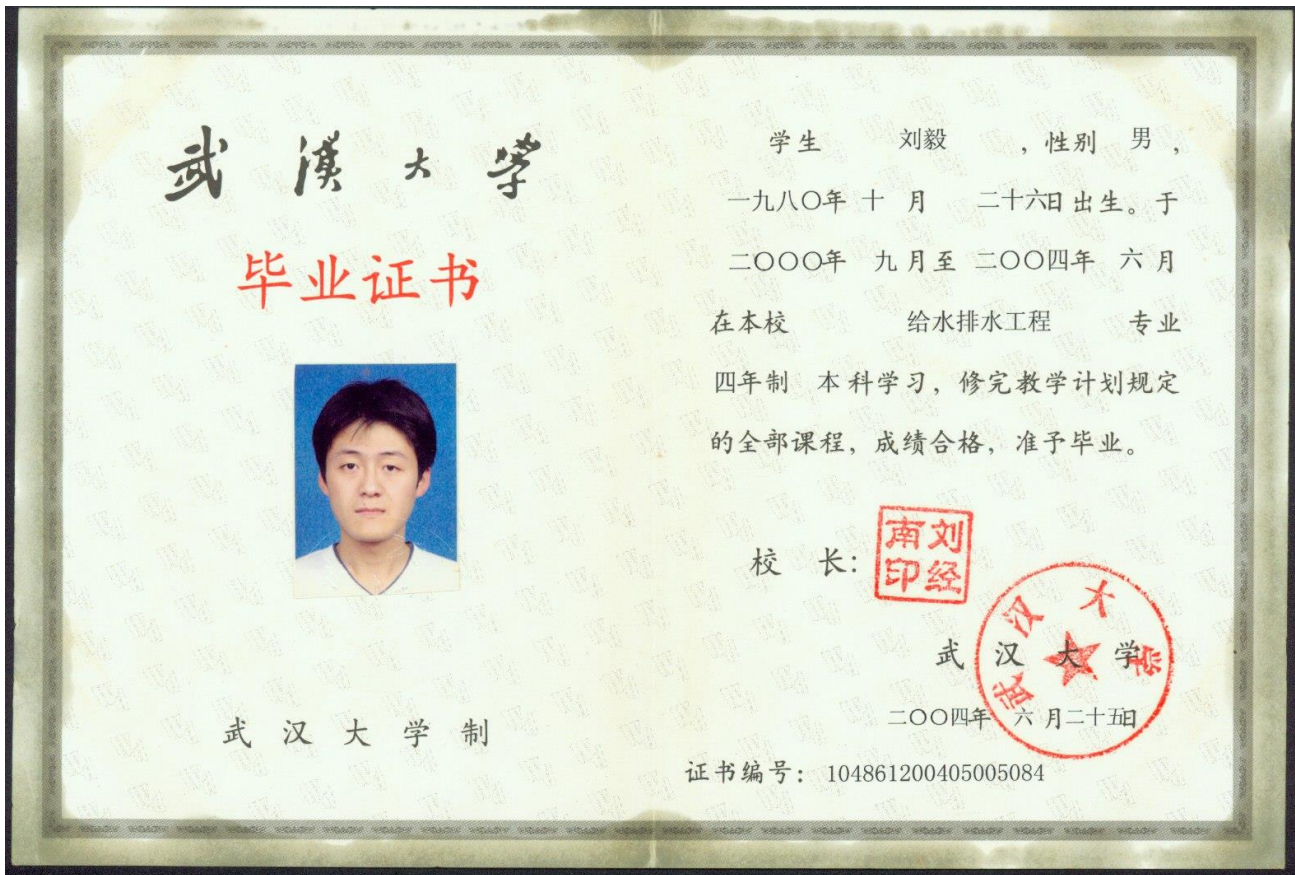 武漢大学
毕业证书
武汉大学制
学生 刘毅 ，性别 男，
一九八〇年 十 月 二十六日出生。于
二〇〇〇年 九月至 二〇〇四年 六月
在本校 给水排水工程 专业
四年制 本科学习，修完教学计划规定
的全部课程，成绩合格，准予毕业。
校 长：
刘经南印
武汉大学
武汉大学
二〇〇四年 六月二十五日
证书编号：104861200405005084